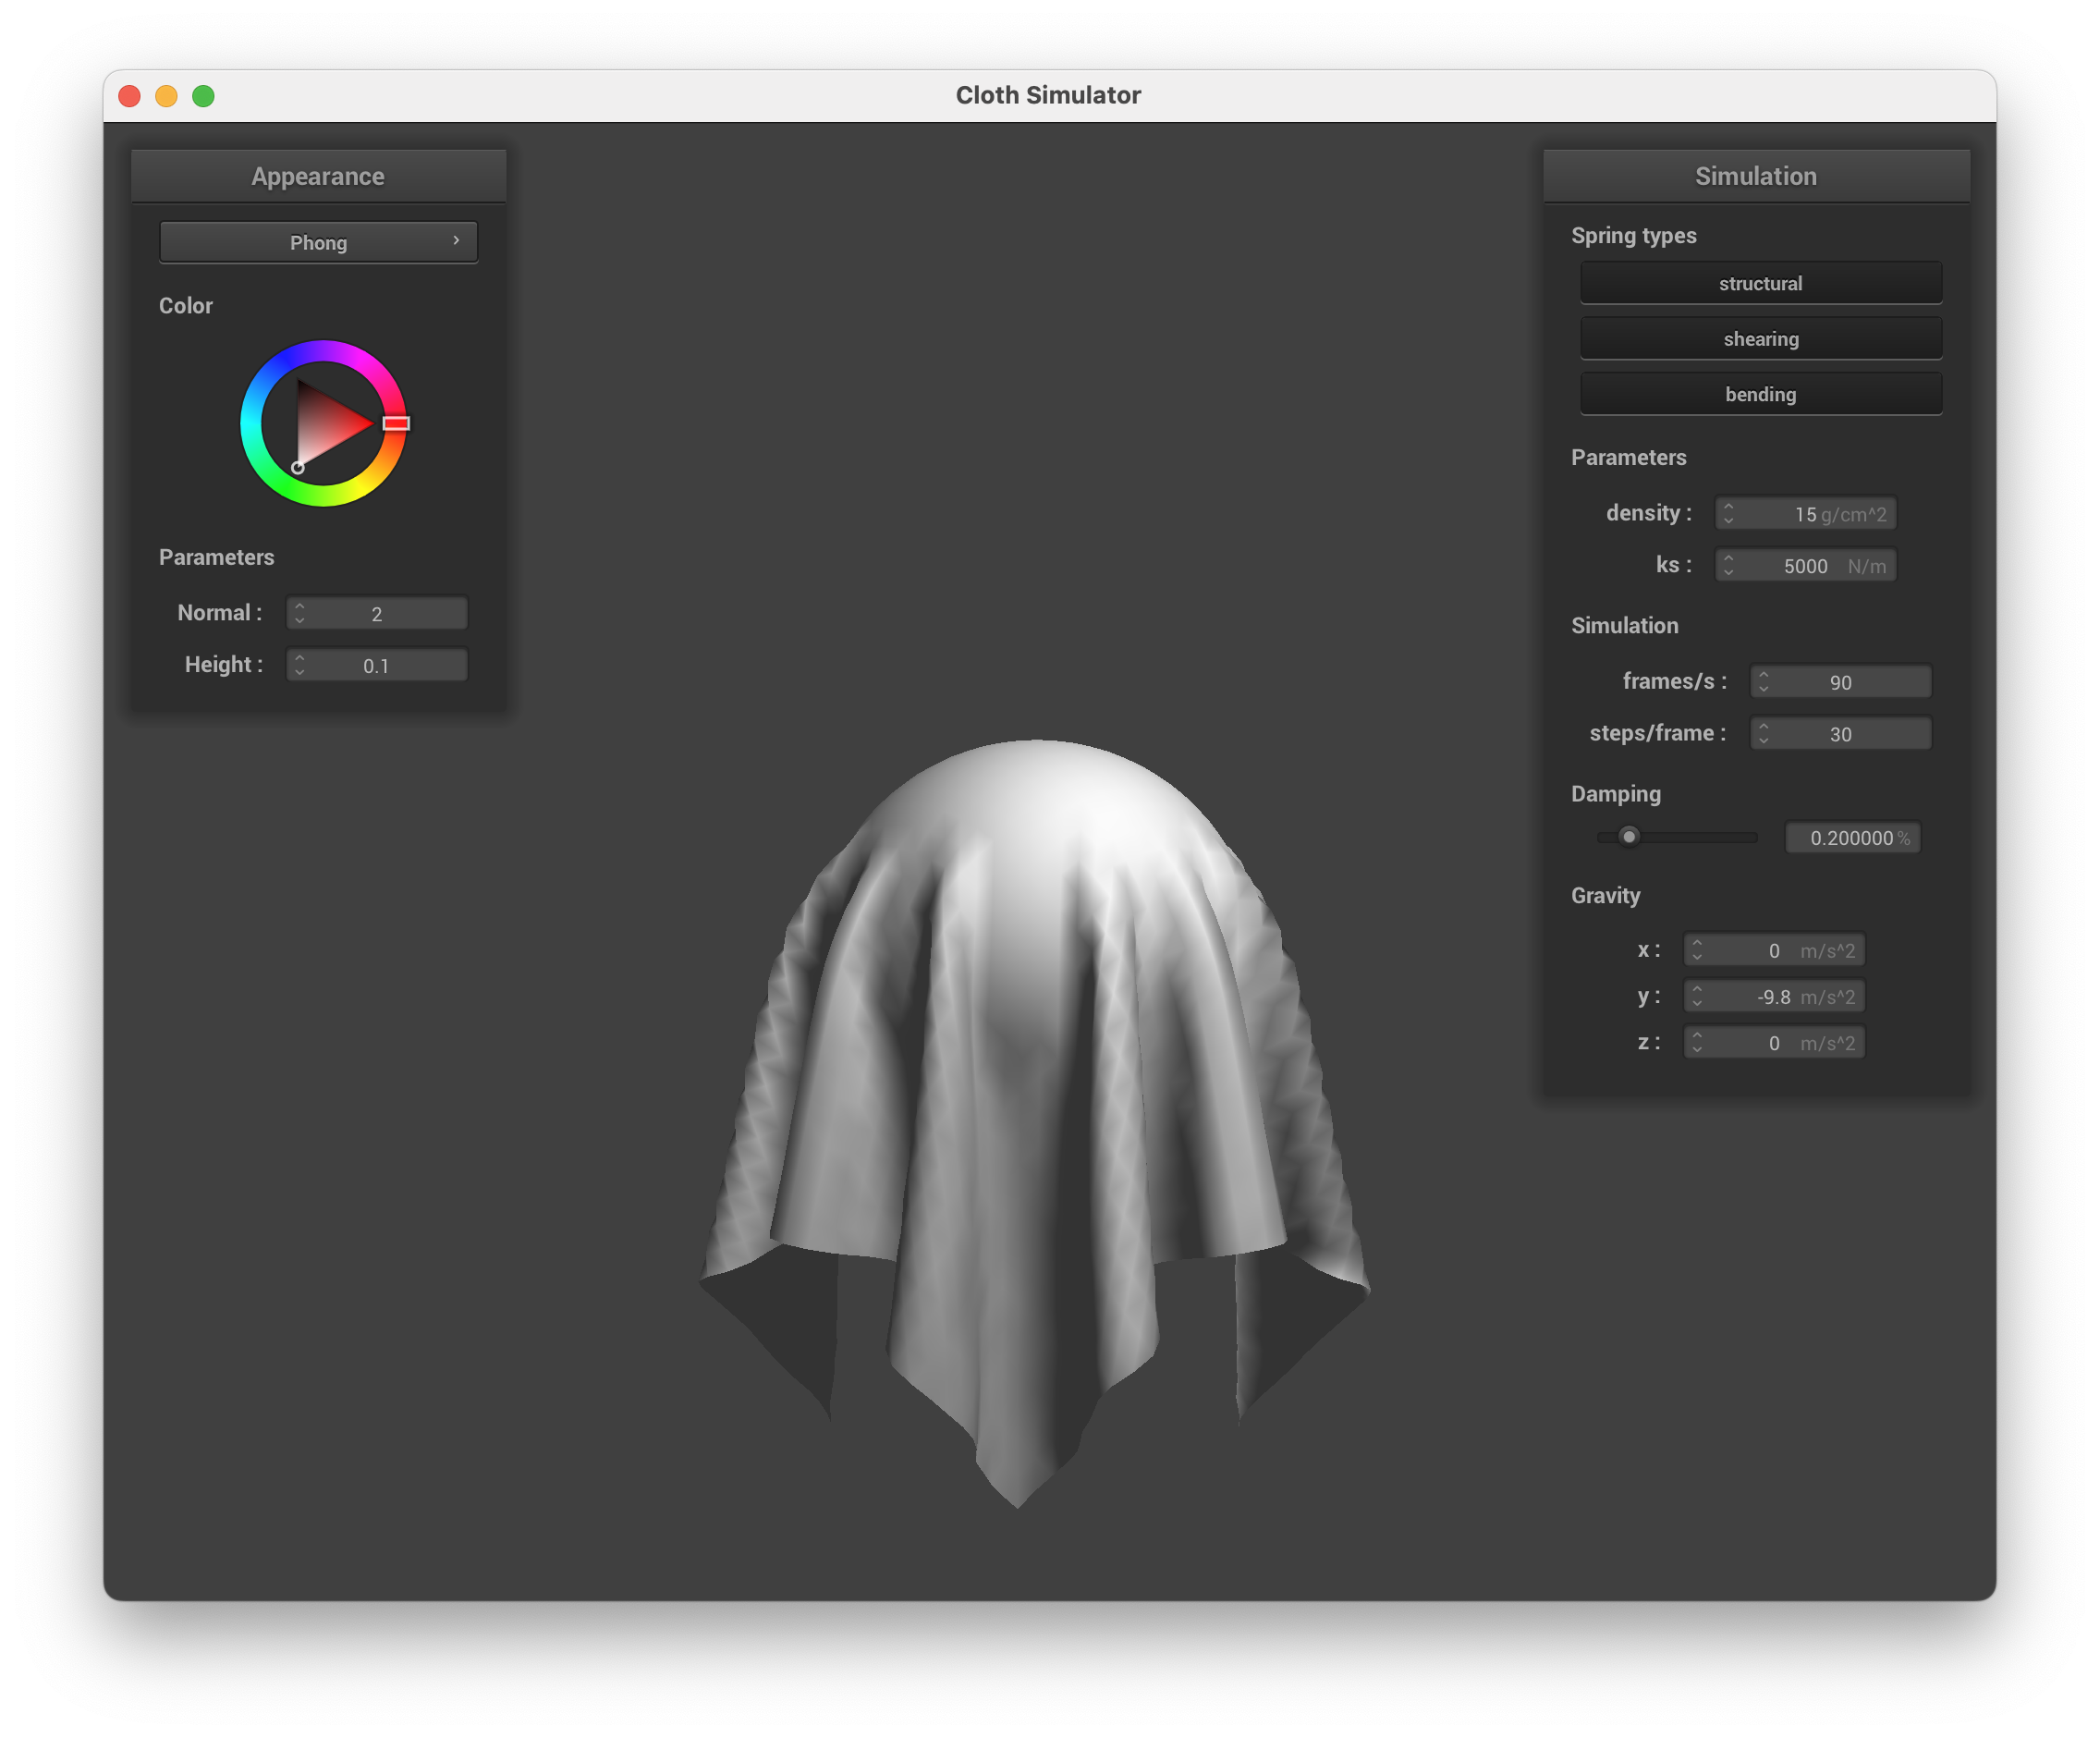 Cloth Simulator
Appearance
Phong
Color
Parameters
Normal : 2
Height : 0.1
Simulation
Spring types
structural
shearing
bending
Parameters
density : 15 g/cm^2
ks : 5000 N/m
Simulation
frames/s : 90
steps/frame : 30
Damping
0.200000 %
Gravity
x : 0 m/s^2
y : -9.8 m/s^2
z : 0 m/s^2